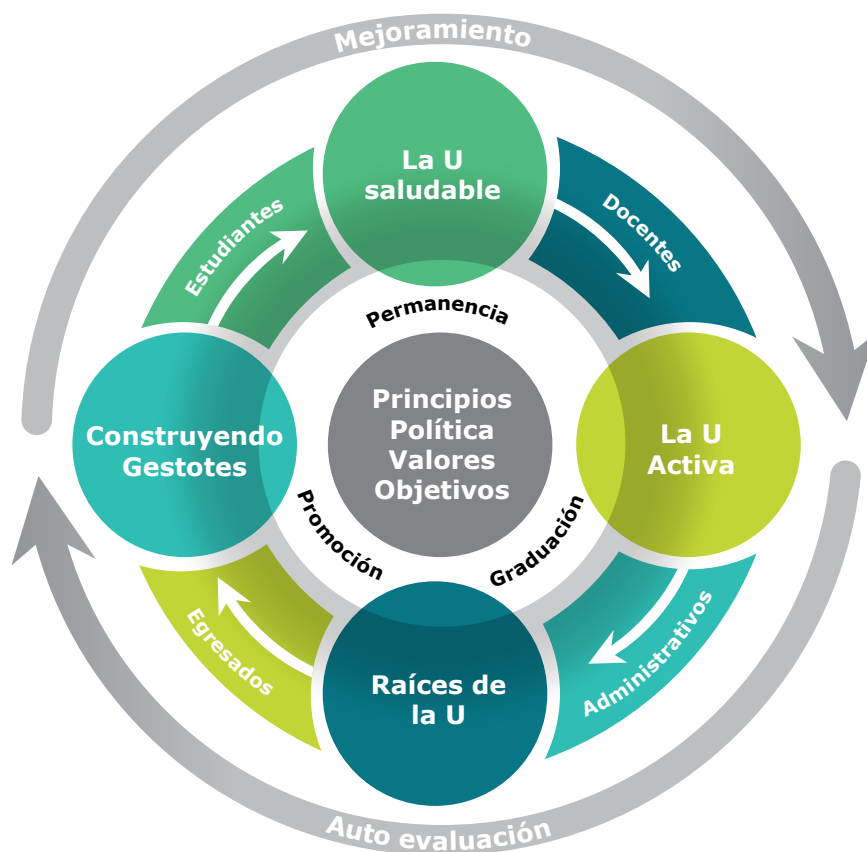 Mejoramiento
La U
saludable
Estudiantes
Docentes
Permanencia
Construyendo
Gestotes
Principios
Política
Valores
Objetivos
La U
Activa
Promoción
Graduación
Egresados
Administrativos
Raíces de
la U
Auto evaluación